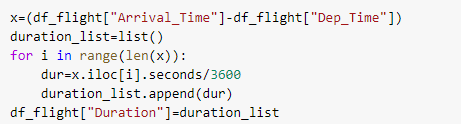 x=(df_flight["Arrival_Time"]-df_flight["Dep_Time"])
duration_list=list()
for i in range(len(x)):
    dur=x.iloc[i].seconds/3600
    duration_list.append(dur)
df_flight["Duration"]=duration_list